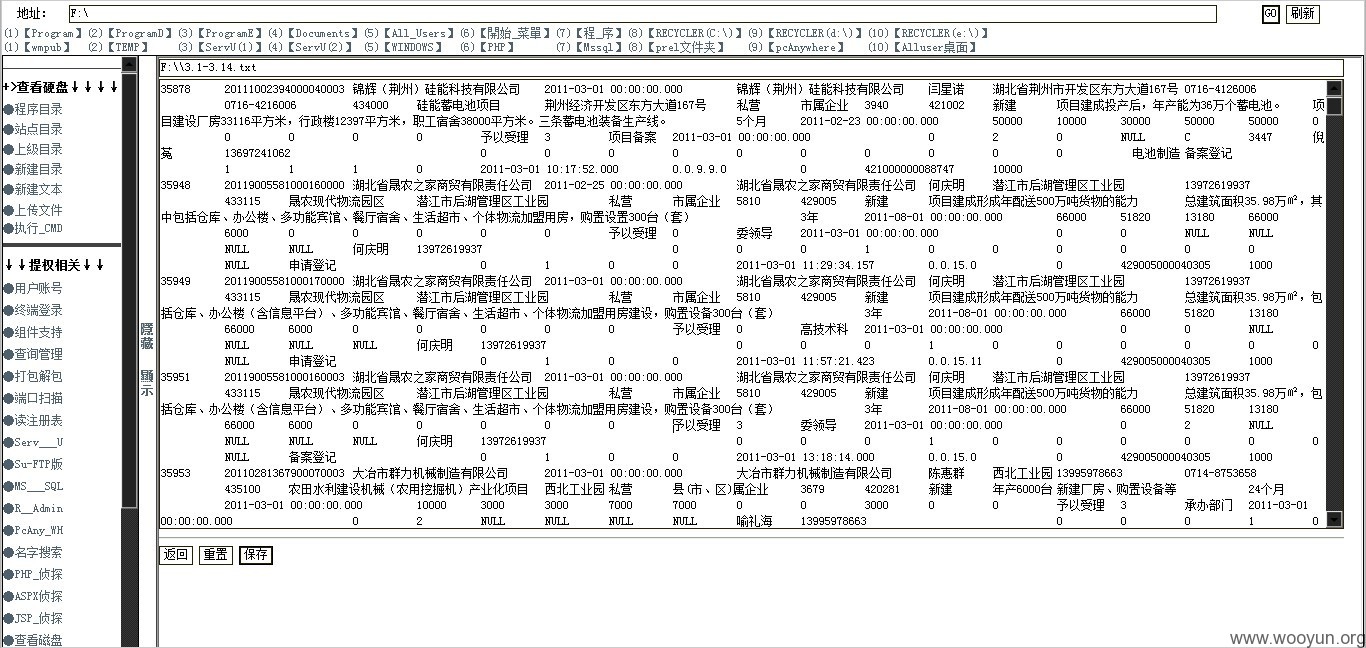 地址： F:\ GO 刷新
(1)【Program】(2)【ProgramD】(3)【ProgramE】(4)【Documents】(5)【All_Users】(6)【開始_菜單】(7)【程_序】(8)【RECYCLER(C:\)】(9)【RECYCLER(d:\)】(10)【RECYCLER(e:\)】
(1)【wmpub】 (2)【TEMP】 (3)【ServU(1)】(4)【ServU(2)】(5)【WINDOWS】 (6)【PHP】 (7)【Mssql】(8)【prel文件夹】 (9)【pcAnywhere】 (10)【Alluser桌面】
+>查看硬盘↓↓↓↓
●程序目录
●站点目录
●上级目录
●新建目录
●新建文本
●上传文件
●执行_CMD
↓↓提权相关↓↓
●用户账号
●终端登录
●组件支持
●查询管理
●打包解包
●端口扫描
●读注册表
●Serv__U
●Su-FTP版
●MS___SQL
●R__Admin
●PcAny_WH
●名字搜索
●PHP_侦探
●ASPX侦探
●JSP_侦探
●查看磁盘
隱藏
顯示
F:\\3.1-3.14.txt
35878 20111002394000040003 锦辉（荆州）硅能科技有限公司 2011-03-01 00:00:00.000 锦辉（荆州）硅能科技有限公司 闫星诺 湖北省荆州市开发区东方大道167号 0716-4126006
0716-4216006 434000 硅能蓄电池项目 荆州经济开发区东方大道167号 私营 市属企业 3940 421002 新建 项目建成投产后，年产能为36万个蓄电池。 项
目建设厂房33116平方米，行政楼12397平方米，职工宿舍38000平方米。三条蓄电池装备生产线。 5个月 2011-02-23 00:00:00.000 50000 10000 30000 50000 50000 0
0 0 0 0 予以受理 3 项目备案 2011-03-01 00:00:00.000 0 2 0 NULL C 3447 倪
菀 13697241062 0 0 0 0 0 0 0 0 0 0 电池制造 备案登记
1 1 1 0 2011-03-01 10:17:52.000 0.0.9.9.0 0 421000000088747 10000
35948 20119005581000160000 湖北省晟农之家商贸有限责任公司 2011-02-25 00:00:00.000 湖北省晟农之家商贸有限责任公司 何庆明 潜江市后湖管理区工业园 13972619937
433115 晟农现代物流园区 潜江市后湖管理区工业园 私营 市属企业 5810 429005 新建 项目建成形成年配送500万吨货物的能力 总建筑面积35.98万㎡，其
中包括仓库、办公楼、多功能宾馆、餐厅宿舍、生活超市、个体物流加盟用房，购置设置300台（套） 3年 2011-08-01 00:00:00.000 66000 51820 13180 66000
6000 0 0 0 0 0 予以受理 0 委领导 2011-03-01 00:00:00.000 0 0 NULL NULL
NULL NULL 何庆明 13972619937 0 0 0 1 0 0 0 0 0 0
NULL 申请登记 0 1 0 0 2011-03-01 11:29:34.157 0.0.15.0 0 429005000040305 1000
35949 20119005581000170000 湖北省晟农之家商贸有限责任公司 2011-03-01 00:00:00.000 湖北省晟农之家商贸有限责任公司 何庆明 潜江市后湖管理区工业园 13972619937
433115 晟农现代物流园区 潜江市后湖管理区工业园 私营 市属企业 5810 429005 新建 项目建成形成年配送500万吨货物的能力 总建筑面积35.98万㎡，包
括仓库、办公楼（含信息平台）、多功能宾馆、餐厅宿舍、生活超市、个体物流加盟用房建设，购置设备300台（套） 3年 2011-08-01 00:00:00.000 66000 51820 13180
66000 6000 0 0 0 0 0 予以受理 0 高技术科 2011-03-01 00:00:00.000 0 0 NULL
NULL NULL NULL 何庆明 13972619937 0 0 0 1 0 0 0 0 0 0
NULL 申请登记 0 1 0 0 2011-03-01 11:57:21.423 0.0.15.11 0 429005000040305 1000
35951 20119005581000160003 湖北省晟农之家商贸有限责任公司 2011-03-01 00:00:00.000 湖北省晟农之家商贸有限责任公司 何庆明 潜江市后湖管理区工业园 13972619937
433115 晟农现代物流园区 潜江市后湖管理区工业园 私营 市属企业 5810 429005 新建 项目建成形成年配送500万吨货物的能力 总建筑面积35.98万㎡，包
括仓库、办公楼（含信息平台）、多功能宾馆、餐厅宿舍、生活超市、个体物流加盟用房建设，购置设备300台（套） 3年 2011-08-01 00:00:00.000 66000 51820 13180
66000 6000 0 0 0 0 0 予以受理 3 委领导 2011-03-01 00:00:00.000 0 2 NULL
NULL NULL NULL 何庆明 13972619937 0 0 0 1 0 0 0 0 0 0
NULL 备案登记 0 1 0 0 2011-03-01 13:18:14.000 0.0.15.0 0 429005000040305 1000
35953 20110281367900070003 大冶市群力机械制造有限公司 2011-03-01 00:00:00.000 大冶市群力机械制造有限公司 陈惠群 西北工业园 13995978663 0714-8753658
435100 农田水利建设机械（农用挖掘机）产业化项目 西北工业园 私营 县(市、区)属企业 3679 420281 新建 年产6000台 新建厂房、购置设备等 24个月
2011-03-01 00:00:00.000 10000 3000 3000 7000 7000 0 0 3000 0 0 予以受理 3 承办部门 2011-03-01
00:00:00.000 0 2 NULL NULL NULL NULL 喻礼海 13995978663 0 0 0 1 0
返回 重置 保存
www.wooyun.org